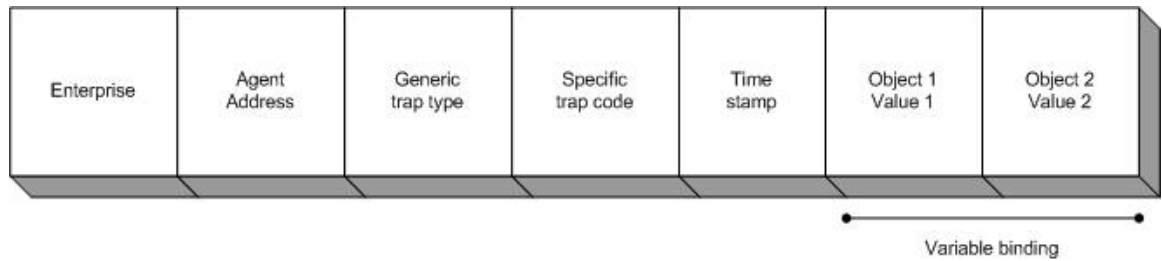 Enterprise
Agent
Address
Generic
trap type
Specific
trap code
Time
stamp
Object 1
Value 1
Object 2
Value 2
Variable binding